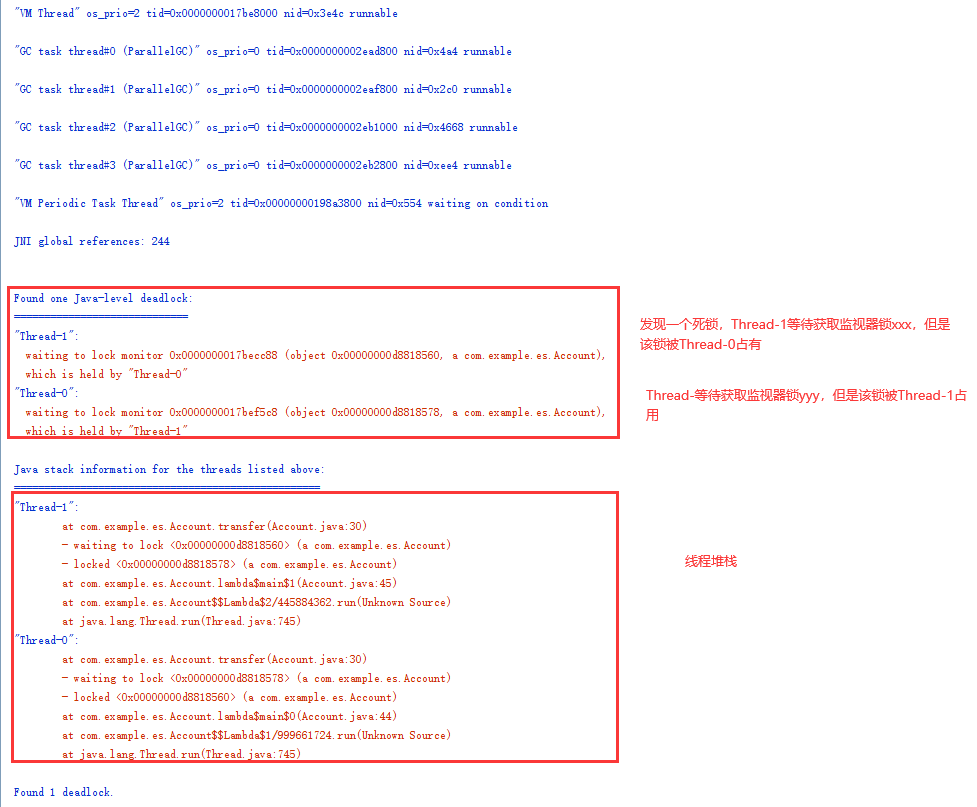 "VM Thread" os_prio=2 tid=0x0000000017be8000 nid=0x3e4c runnable
"GC task thread#0 (ParallelGC)" os_prio=0 tid=0x0000000002ead800 nid=0x4a4 runnable
"GC task thread#1 (ParallelGC)" os_prio=0 tid=0x0000000002eaf800 nid=0x2c0 runnable
"GC task thread#2 (ParallelGC)" os_prio=0 tid=0x0000000002eb1000 nid=0x4668 runnable
"GC task thread#3 (ParallelGC)" os_prio=0 tid=0x0000000002eb2800 nid=0xee4 runnable
"VM Periodic Task Thread" os_prio=2 tid=0x00000000198a3800 nid=0x554 waiting on condition
JNI global references: 244
Found one Java-level deadlock:
=============================
"Thread-1":
waiting to lock monitor 0x0000000017becc88 (object 0x00000000d8818560, a com.example.es.Account),
which is held by "Thread-0"
"Thread-0":
waiting to lock monitor 0x0000000017bef5c8 (object 0x00000000d8818578, a com.example.es.Account),
which is held by "Thread-1"
发现一个死锁，Thread-1等待获取监视器锁xxx，但是
该锁被Thread-0占有
Thread-等待获取监视器锁yyy，但是该锁被Thread-1占
用
Java stack information for the threads listed above:
===================================================
"Thread-1":
at com.example.es.Account.transfer(Account.java:30)
- waiting to lock <0x00000000d8818560> (a com.example.es.Account)
- locked <0x00000000d8818578> (a com.example.es.Account)
at com.example.es.Account.lambda$main$1(Account.java:45)
at com.example.es.Account$$Lambda$2/445884362.run(Unknown Source)
at java.lang.Thread.run(Thread.java:745)
"Thread-0":
at com.example.es.Account.transfer(Account.java:30)
- waiting to lock <0x00000000d8818578> (a com.example.es.Account)
- locked <0x00000000d8818560> (a com.example.es.Account)
at com.example.es.Account.lambda$main$0(Account.java:44)
at com.example.es.Account$$Lambda$1/999661724.run(Unknown Source)
at java.lang.Thread.run(Thread.java:745)
线程堆栈
Found 1 deadlock.